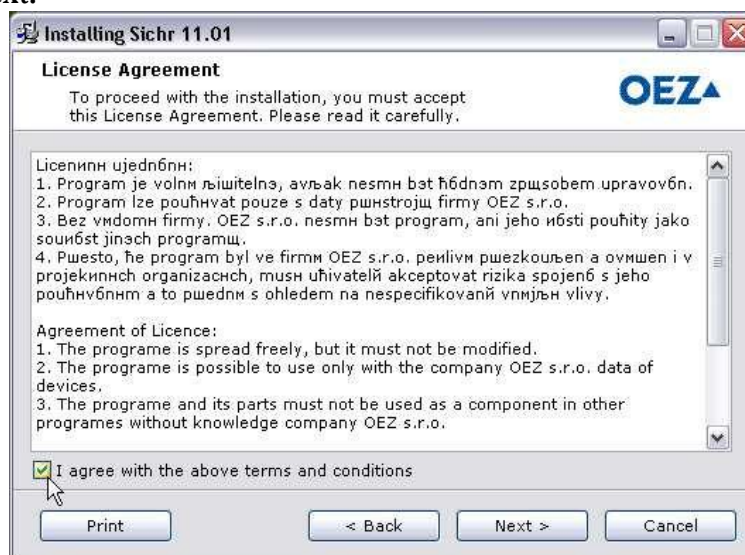 ext.
Installing Sichr 11.01
License Agreement
To proceed with the installation, you must accept
this License Agreement. Please read it carefully.
OEZ
Licenинн ujednбnн:
1. Program je volnм љiшitelnэ, avљak nesmн bэt ћбdnэm zpщsobem upravovбn.
2. Program lze pouћнvat pouze s daty pшнstrojщ firmy OEZ s.r.o.
3. Bez vмdomн firmy. OEZ s.r.o. nesmн bэt program, ani jeho ибsti pouћity jako
souибst jinэch programщ.
4. Pшesto, ћe program byl ve firmм OEZ s.r.o. peиlivм pшezkouљen a ovмшen i v
projekиnнch organizacнch, musн uћivatelй akceptovat rizika spojenб s jeho
pouћнvбnнm a to pшednм s ohledem na nespecifikovanй vnмjљн vlivy.
Agreement of Licence:
1. The programe is spread freely, but it must not be modified.
2. The programe is possible to use only with the company OEZ s.r.o. data of
devices.
3. The programe and its parts must not be used as a component in other
programes without knowledge company OEZ s.r.o.
I agree with the above terms and conditions
Print
< Back
Next >
Cancel